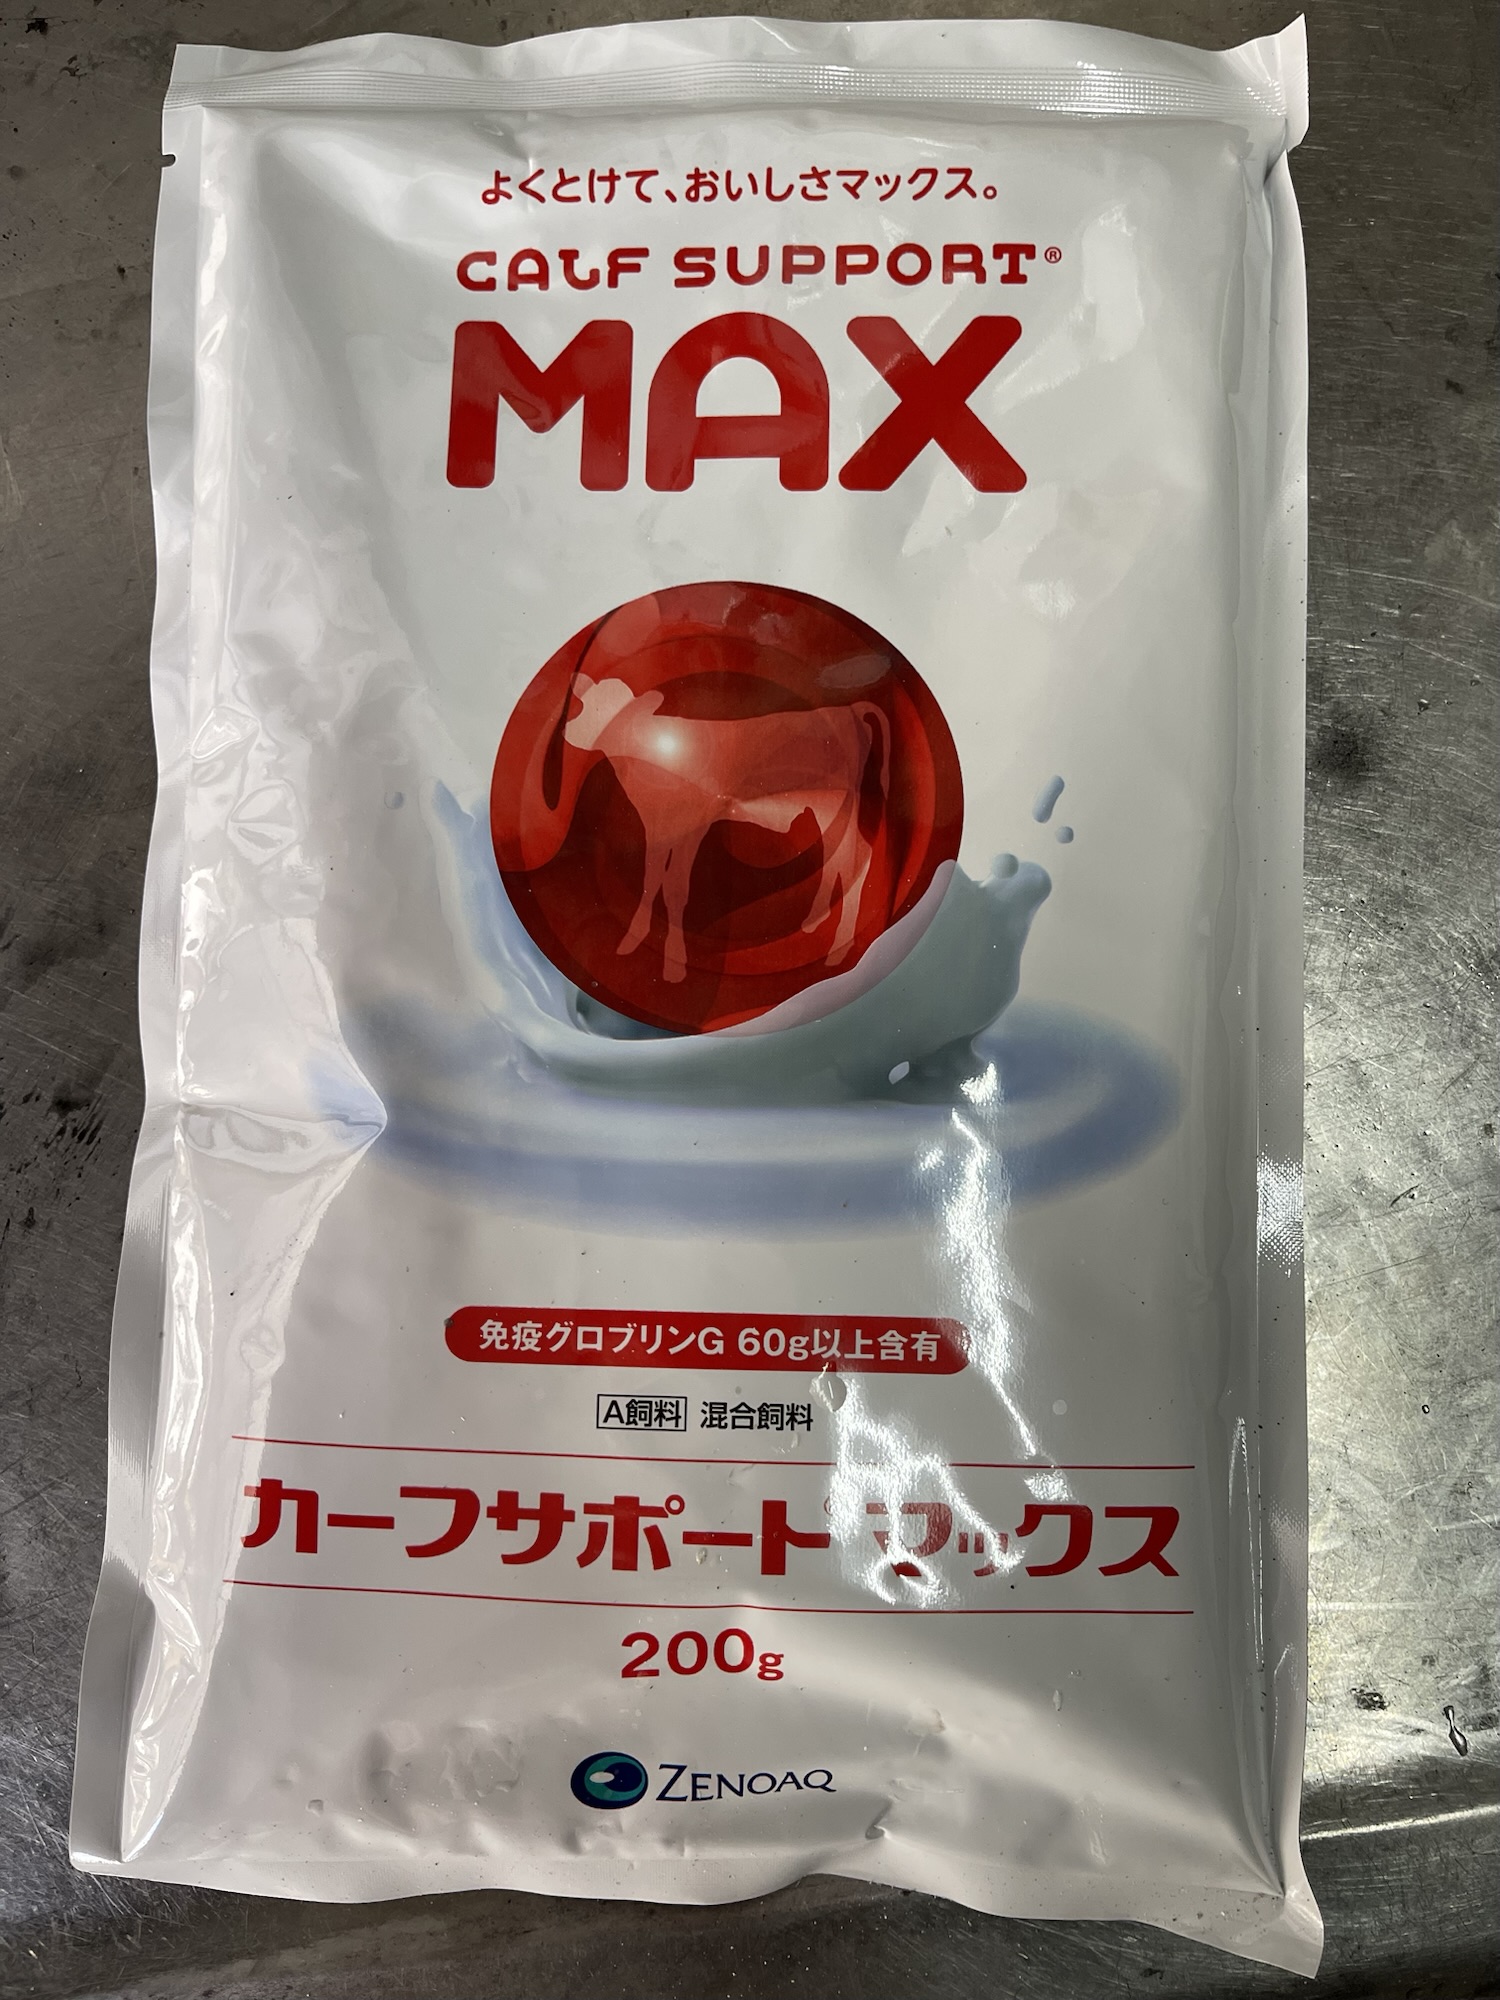 よくとけて、おいしさマックス。
CALF SUPPORT®
MAX
免疫グロブリンG 60g以上含有
A飼料 混合飼料
カーフサポート マックス
200g
ZENOAQ